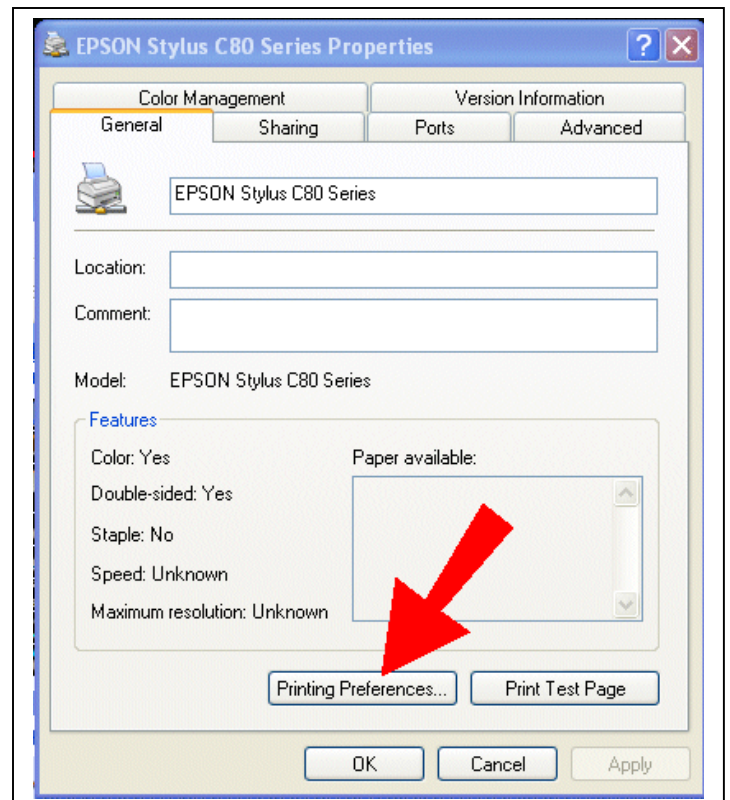 EPSON Stylus C80 Series Properties
?
X
Color Management Version Information
General Sharing Ports Advanced
EPSON Stylus C80 Series
Location:
Comment:
Model: EPSON Stylus C80 Series
Features
Color: Yes Paper available:
Double-sided: Yes
Staple: No
Speed: Unknown
Maximum resolution: Unknown
Printing Preferences... Print Test Page
OK Cancel Apply